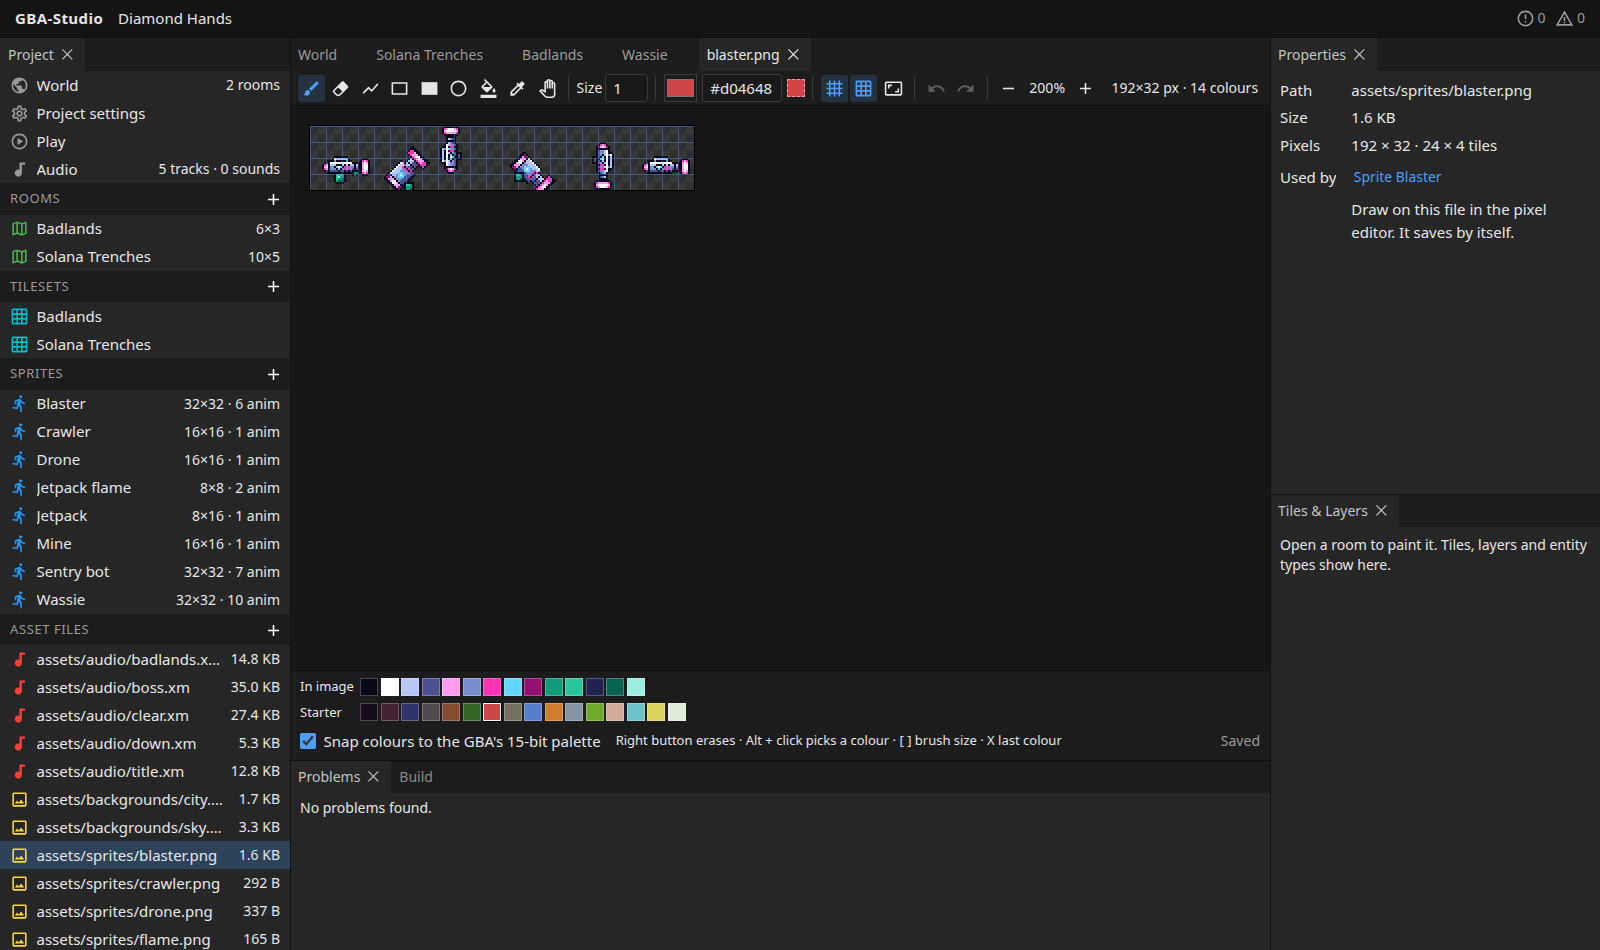 GBA-Studio Diamond Hands 0 0
Project
World 2 rooms
Project settings
Play
Audio 5 tracks · 0 sounds
ROOMS
Badlands 6×3
Solana Trenches 10×5
TILESETS
Badlands
Solana Trenches
SPRITES
Blaster 32×32 · 6 anim
Crawler 16×16 · 1 anim
Drone 16×16 · 1 anim
Jetpack flame 8×8 · 2 anim
Jetpack 8×16 · 1 anim
Mine 16×16 · 1 anim
Sentry bot 32×32 · 7 anim
Wassie 32×32 · 10 anim
ASSET FILES
assets/audio/badlands.x... 14.8 KB
assets/audio/boss.xm 35.0 KB
assets/audio/clear.xm 27.4 KB
assets/audio/down.xm 5.3 KB
assets/audio/title.xm 12.8 KB
assets/backgrounds/city.... 1.7 KB
assets/backgrounds/sky.... 3.3 KB
assets/sprites/blaster.png 1.6 KB
assets/sprites/crawler.png 292 B
assets/sprites/drone.png 337 B
assets/sprites/flame.png 165 B
World Solana Trenches Badlands Wassie blaster.png
Size 1 #d04648 200% 192×32 px · 14 colours
In image
Starter
Snap colours to the GBA's 15-bit palette Right button erases · Alt + click picks a colour · [ ] brush size · X last colour Saved
Problems Build
No problems found.
Properties
Path assets/sprites/blaster.png
Size 1.6 KB
Pixels 192 × 32 · 24 × 4 tiles
Used by Sprite Blaster
Draw on this file in the pixel
editor. It saves by itself.
Tiles & Layers
Open a room to paint it. Tiles, layers and entity
types show here.